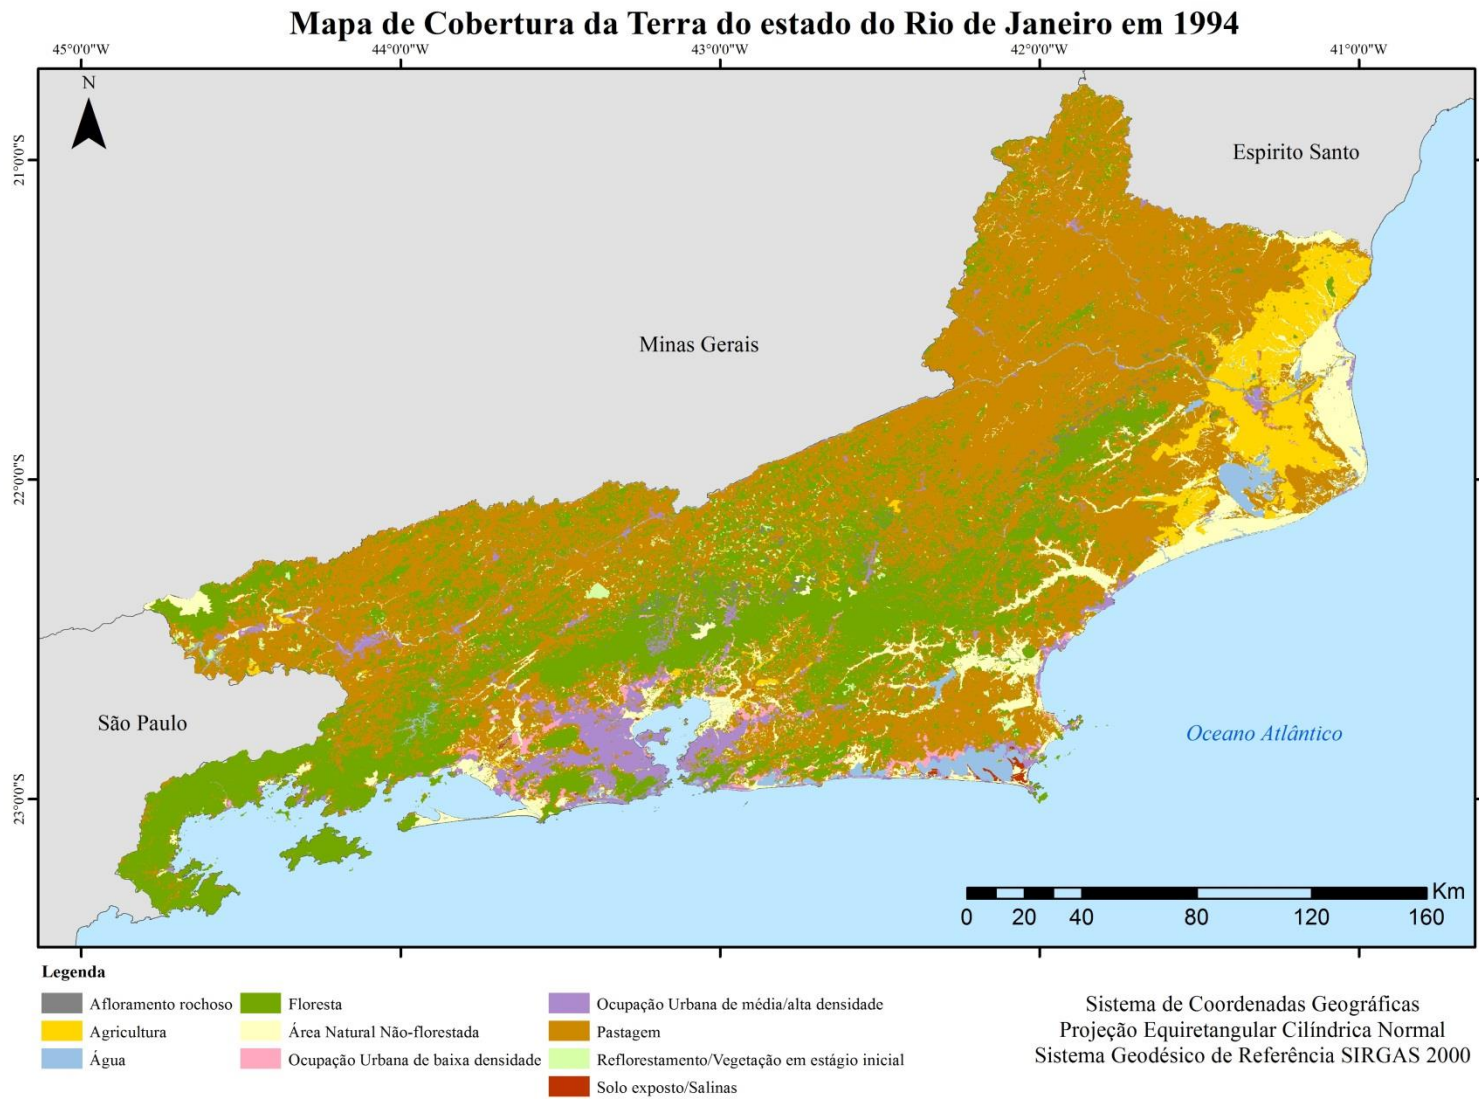 Mapa de Cobertura da Terra do estado do Rio de Janeiro em 1994
45°0'0"W 44°0'0"W 43°0'0"W 42°0'0"W 41°0'0"W
N
21°0'0"S
Espirito Santo
Minas Gerais
22°0'0"S
São Paulo
Oceano Atlântico
23°0'0"S
Km
0 20 40 80 120 160
Legenda
Afloramento rochoso
Agricultura
Água
Floresta
Área Natural Não-florestada
Ocupação Urbana de baixa densidade
Ocupação Urbana de média/alta densidade
Pastagem
Reflorestamento/Vegetação em estágio inicial
Solo exposto/Salinas
Sistema de Coordenadas Geográficas
Projeção Equiretangular Cilíndrica Normal
Sistema Geodésico de Referência SIRGAS 2000